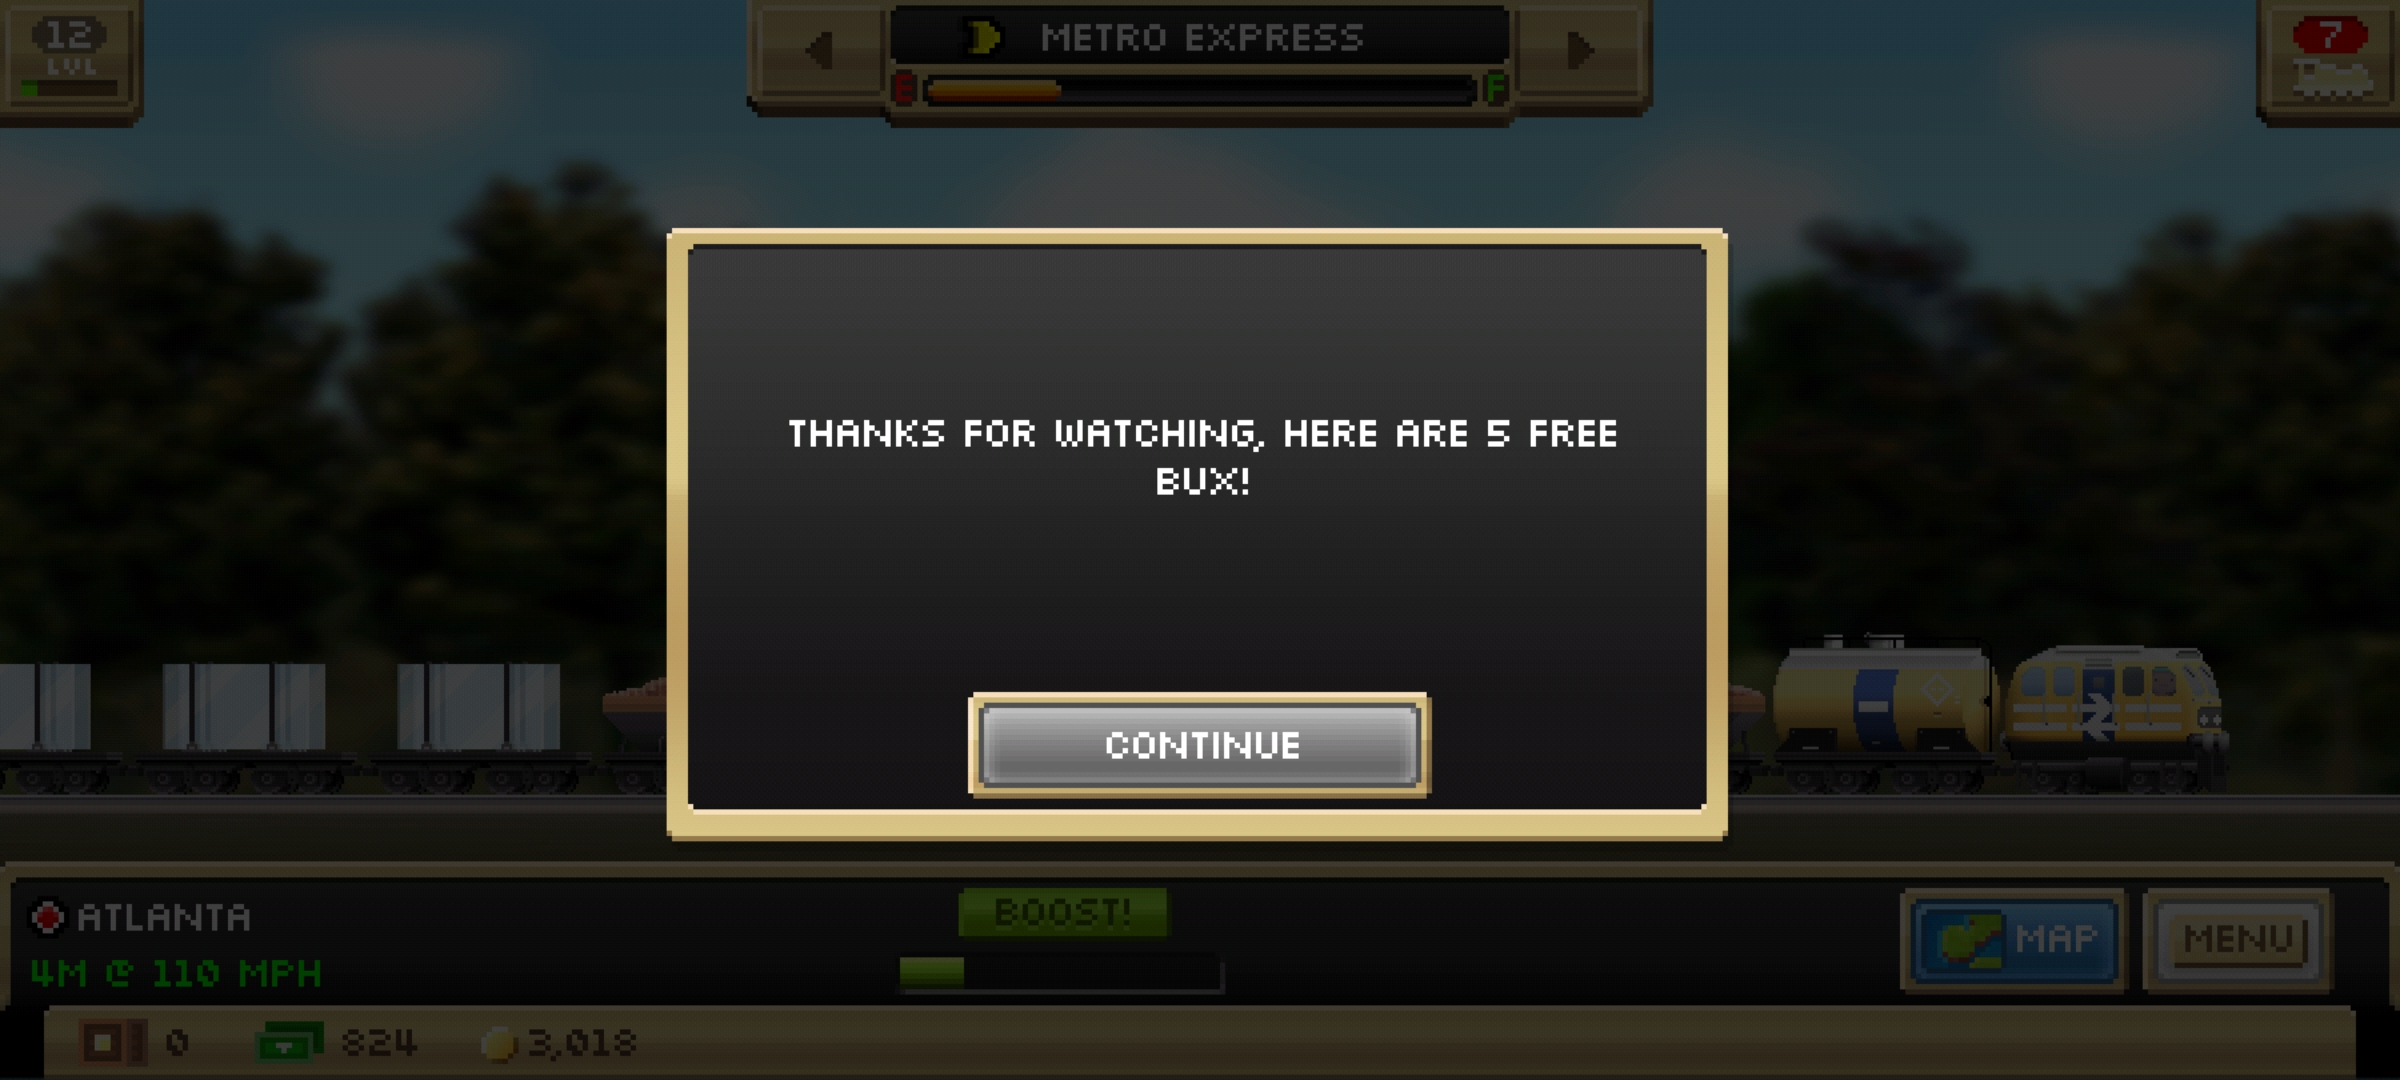 12
LVL
METRO EXPRESS
E
F
7
THANKS FOR WATCHING, HERE ARE 5 FREE
BUX!
CONTINUE
ATLANTA
4M @ 110 MPH
BOOST!
MAP
MENU
0
824
3,018